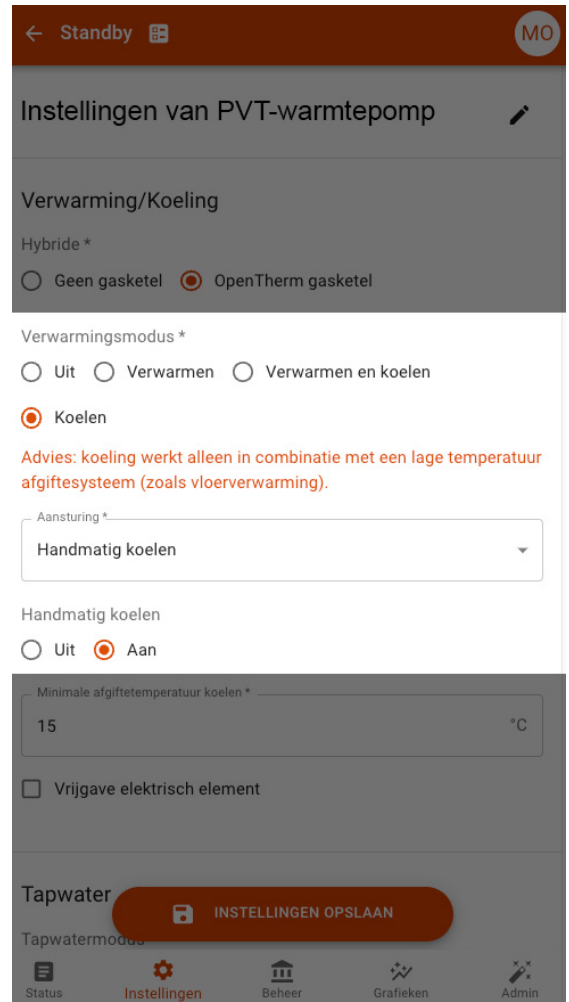 Standby
MO
Instellingen van PVT-warmtepomp
Verwarming/Koeling
Hybride *
Geen gasketel OpenTherm gasketel
Verwarmingsmodus *
Uit Verwarmen Verwarmen en koelen
Koelen
Advies: koeling werkt alleen in combinatie met een lage temperatuur
afgiftesysteem (zoals vloerverwarming).
Aansturing *
Handmatig koelen
Handmatig koelen
Uit Aan
Minimale afgiftetemperatuur koelen *
15 °C
Vrijgave elektrisch element
Tapwater
INSTELLINGEN OPSLAAN
Tapwatermodus
Status Instellingen Beheer Grafieken Admin